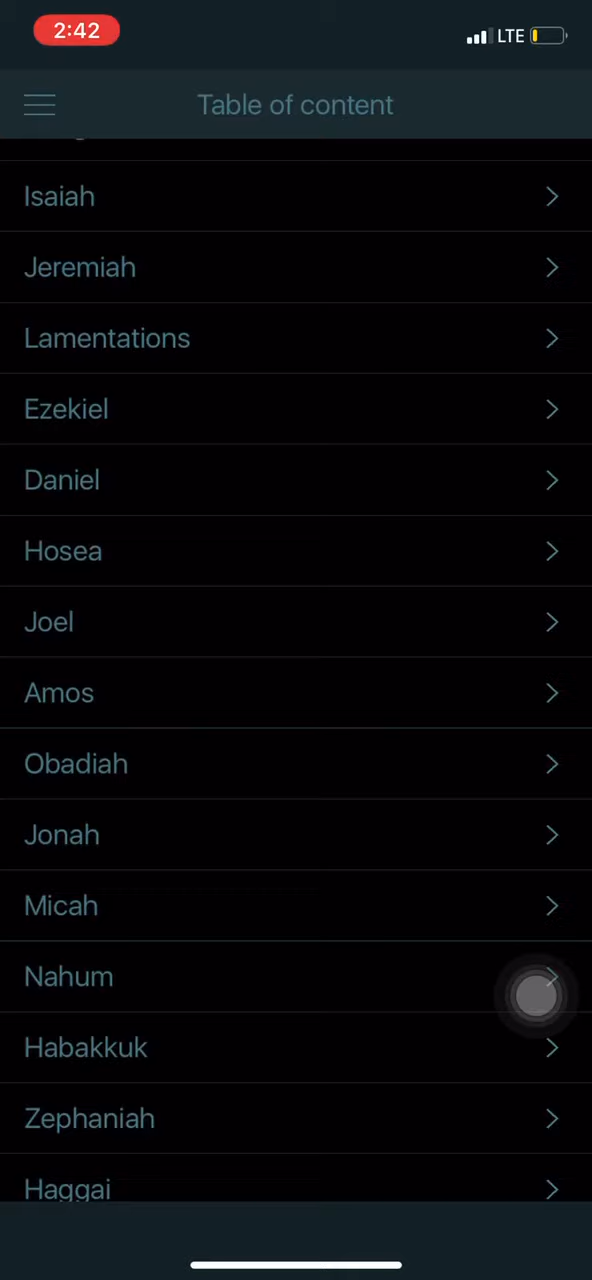 2:42
LTE
Table of content
Isaiah
Jeremiah
Lamentations
Ezekiel
Daniel
Hosea
Joel
Amos
Obadiah
Jonah
Micah
Nahum
Habakkuk
Zephaniah
Haggai